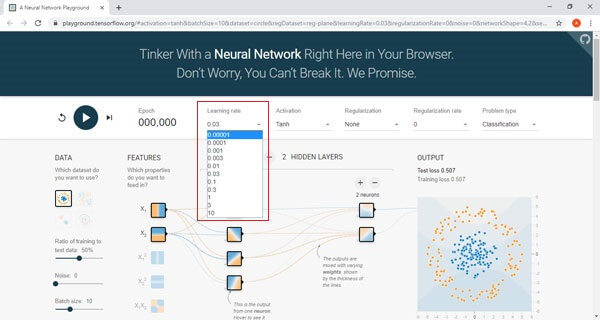 A Neural Network Playground
playground.tensorflow.org/#activation=tanh&batchSize=10&dataset=circle&regDataset=reg-plane&learningRate=0.03&regularizationRate=0&noise=0&networkShape=4,2&se...
Tinker With a Neural Network Right Here in Your Browser.
Don't Worry, You Can't Break It. We Promise.
Epoch
000,000
Learning rate
0.03
0.00001
0.0001
0.001
0.003
0.01
0.03
0.1
0.3
1
3
10
Activation
Tanh
Regularization
None
Regularization rate
0
Problem type
Classification
DATA
Which dataset do
you want to use?
Ratio of training to
test data: 50%
Noise: 0
Batch size: 10
FEATURES
Which properties
do you want to
feed in?
X₁
X₂
X₁²
X₂²
X₁X₂
2 HIDDEN LAYERS
2 neurons
The outputs are
mixed with varying
weights, shown
by the thickness of
the lines.
This is the output
from one neuron.
Hover to see it
OUTPUT
Test loss 0.507
Training loss 0.507